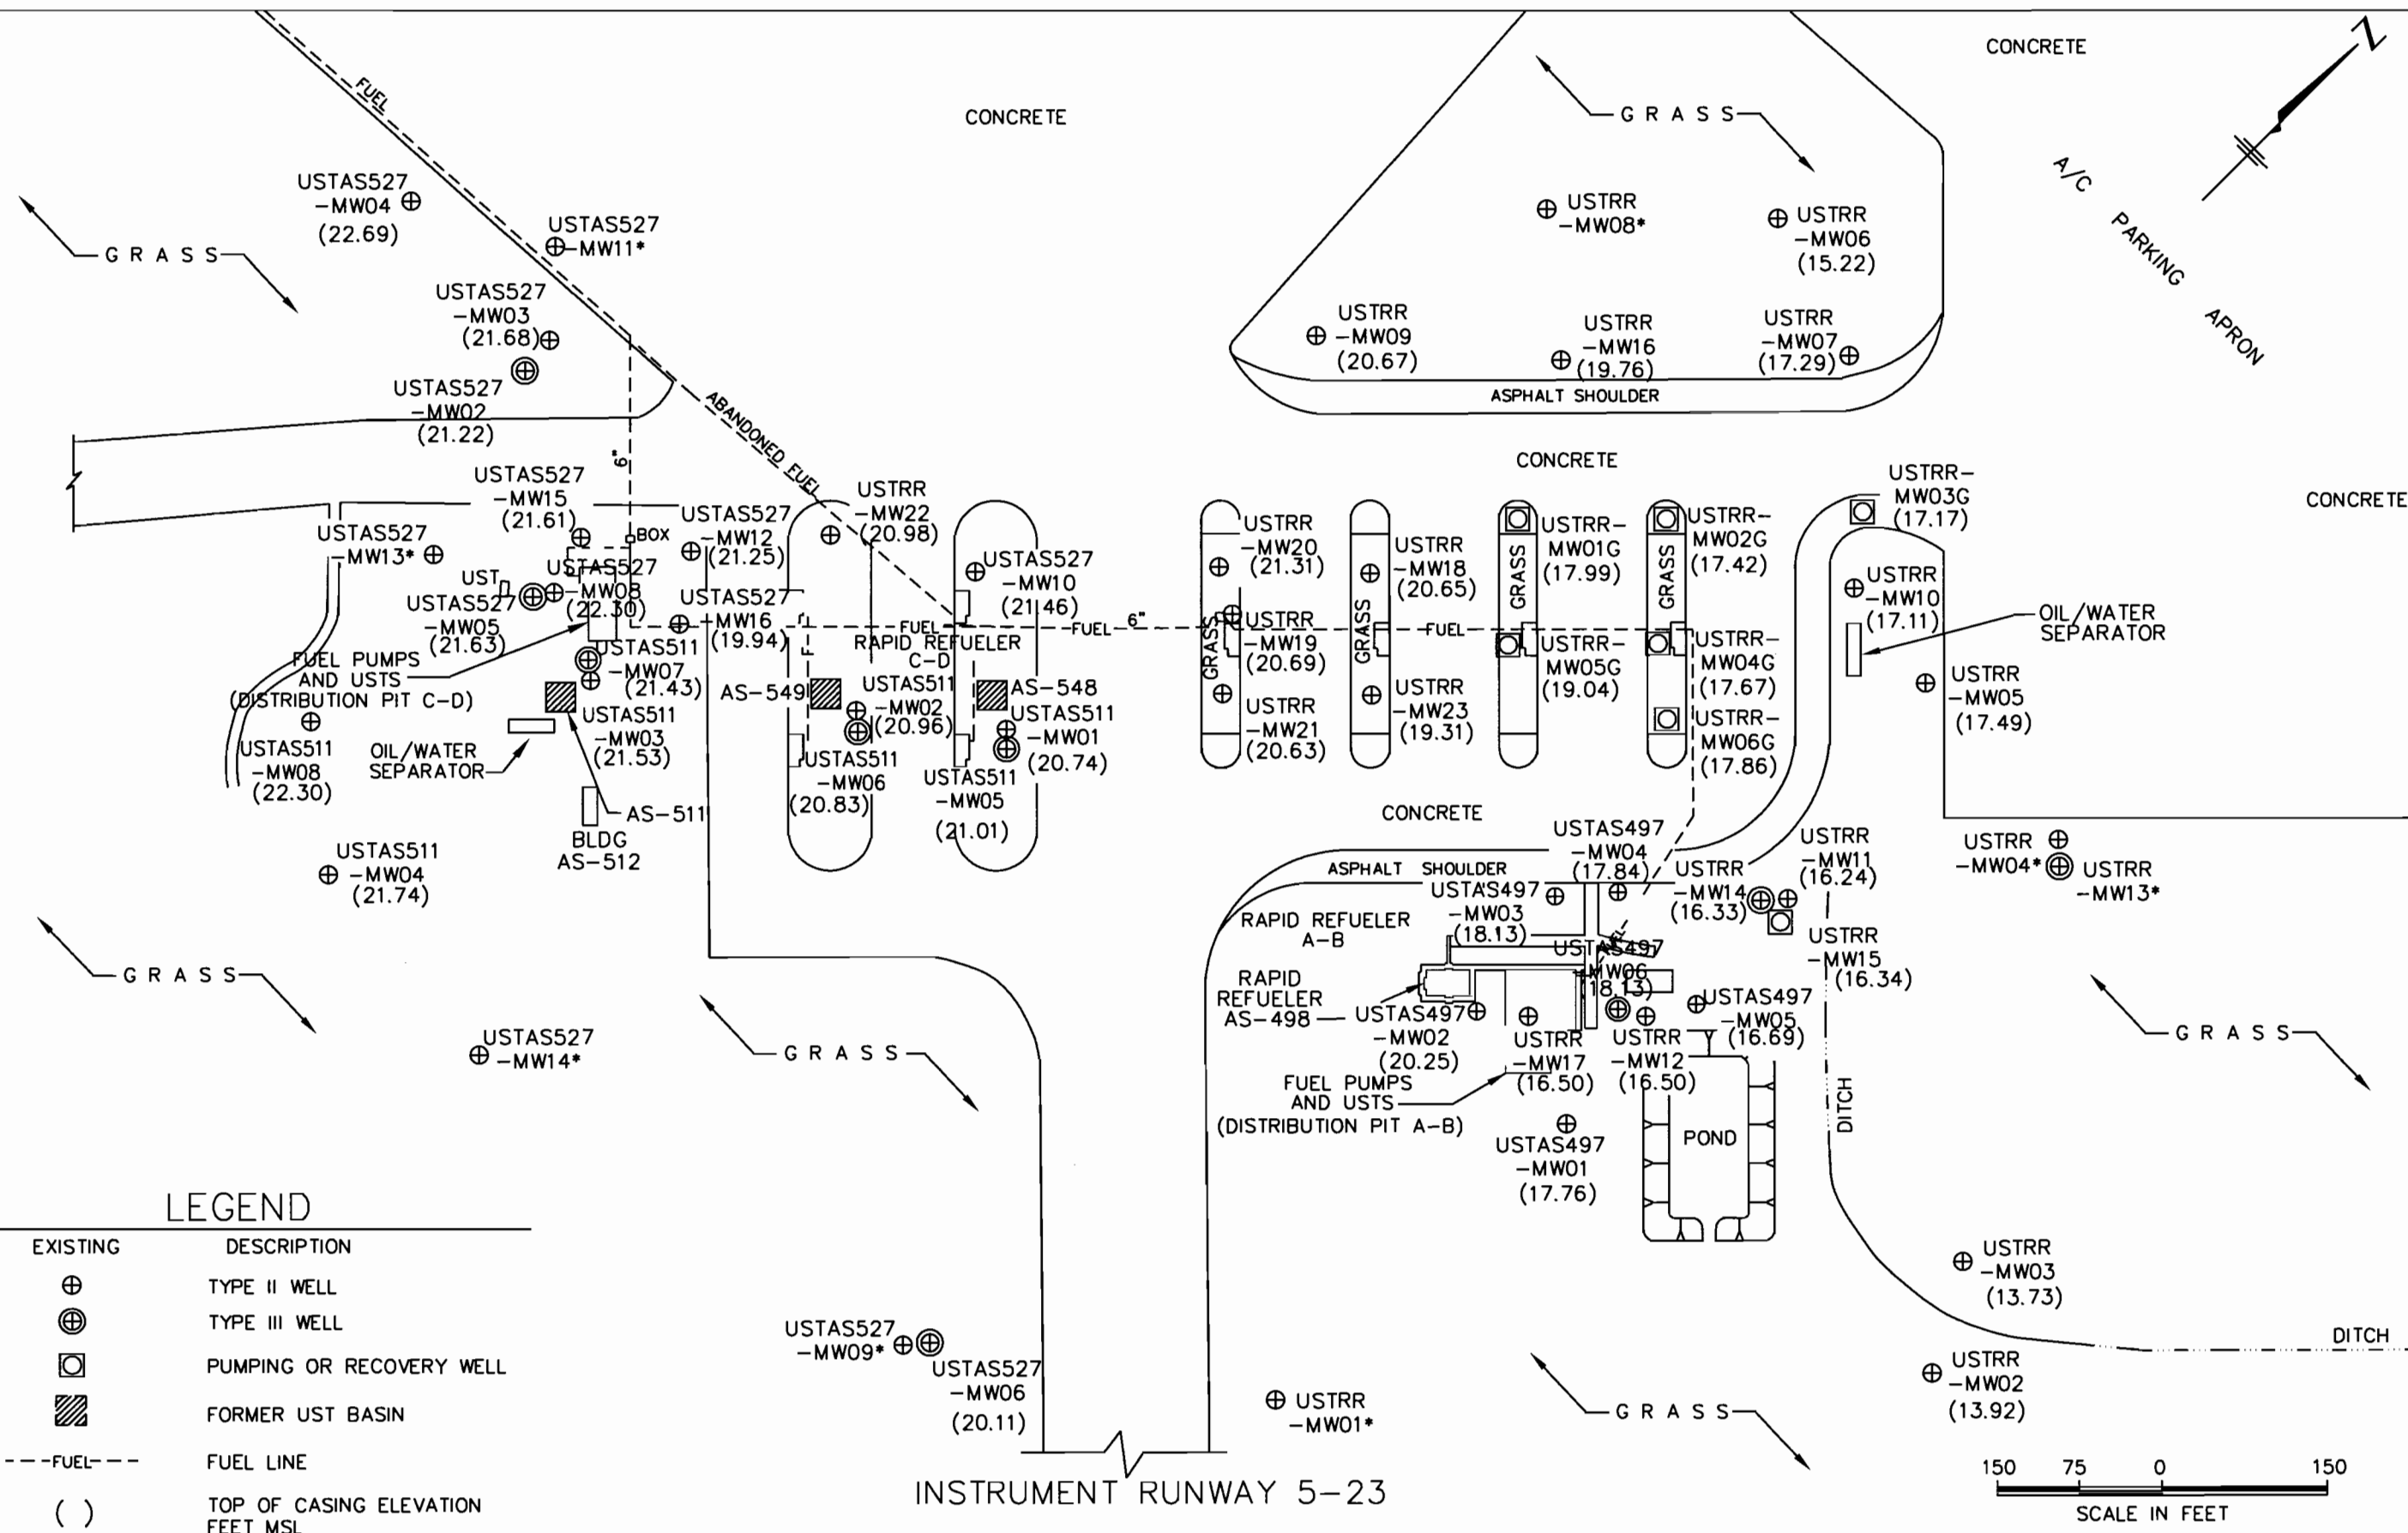 CONCRETE
Z
FUEL
CONCRETE
G R A S S
A/C PARKING APRON
USTAS527
-MW04
(22.69)
USTAS527
-MW11*
G R A S S
USTRR
-MW08*
USTRR
-MW06
(15.22)
USTAS527
-MW03
(21.68)
USTRR
-MW09
(20.67)
USTRR
-MW16
(19.76)
USTRR
-MW07
(17.29)
USTAS527
-MW02
(21.22)
ASPHALT SHOULDER
ABANDONED FUEL
6"
CONCRETE
CONCRETE
USTAS527
-MW15
(21.61)
BOX
USTAS527
-MW12
(21.25)
USTRR
-MW22
(20.98)
USTRR-
MW03G
(17.17)
USTAS527
-MW13*
UST
USTAS527
-MW08
(22.30)
USTAS527
-MW05
(21.63)
USTAS527
-MW16
(19.94)
USTAS527
-MW10
(21.46)
USTRR
-MW20
(21.31)
USTRR
-MW18
(20.65)
GRASS
USTRR-
MW01G
(17.99)
GRASS
USTRR-
MW02G
(17.42)
USTRR
-MW10
(17.11)
OIL/WATER
SEPARATOR
FUEL
FUEL
6"
FUEL
RAPID REFUELER
C-D
GRASS
USTRR
-MW19
(20.69)
GRASS
USTRR-
MW05G
(19.04)
USTRR-
MW04G
(17.67)
USTRR
-MW05
(17.49)
FUEL PUMPS
AND USTS
(DISTRIBUTION PIT C-D)
USTAS511
-MW07
(21.43)
AS-549
USTAS511
-MW02
(20.96)
AS-548
USTAS511
-MW01
(20.74)
USTRR
-MW21
(20.63)
USTRR
-MW23
(19.31)
USTRR-
MW06G
(17.86)
USTAS511
-MW08
(22.30)
OIL/WATER
SEPARATOR
USTAS511
-MW03
(21.53)
USTAS511
-MW06
(20.83)
USTAS511
-MW05
(21.01)
AS-511
BLDG
AS-512
CONCRETE
USTAS511
-MW04
(21.74)
ASPHALT SHOULDER
USTAS497
-MW04
(17.84)
USTRR
-MW11
(16.24)
USTRR
-MW04*
USTRR
-MW13*
USTAS497
-MW03
(18.13)
USTRR
-MW14
(16.33)
RAPID REFUELER
A-B
USTAS497
-MW06
(18.13)
USTRR
-MW15
(16.34)
G R A S S
RAPID
REFUELER
AS-498
USTAS497
-MW02
(20.25)
USTRR
-MW17
(16.50)
USTRR
-MW12
(16.50)
USTAS497
-MW05
(16.69)
G R A S S
USTAS527
-MW14*
G R A S S
FUEL PUMPS
AND USTS
(DISTRIBUTION PIT A-B)
DITCH
POND
USTAS497
-MW01
(17.76)
USTRR
-MW03
(13.73)
DITCH
USTAS527
-MW09*
USTAS527
-MW06
(20.11)
USTRR
-MW01*
USTRR
-MW02
(13.92)
G R A S S
INSTRUMENT RUNWAY 5-23
150 75 0 150
SCALE IN FEET
LEGEND
EXISTING DESCRIPTION
TYPE II WELL
TYPE III WELL
PUMPING OR RECOVERY WELL
FORMER UST BASIN
FUEL FUEL LINE
( ) TOP OF CASING ELEVATION
FEET MSL